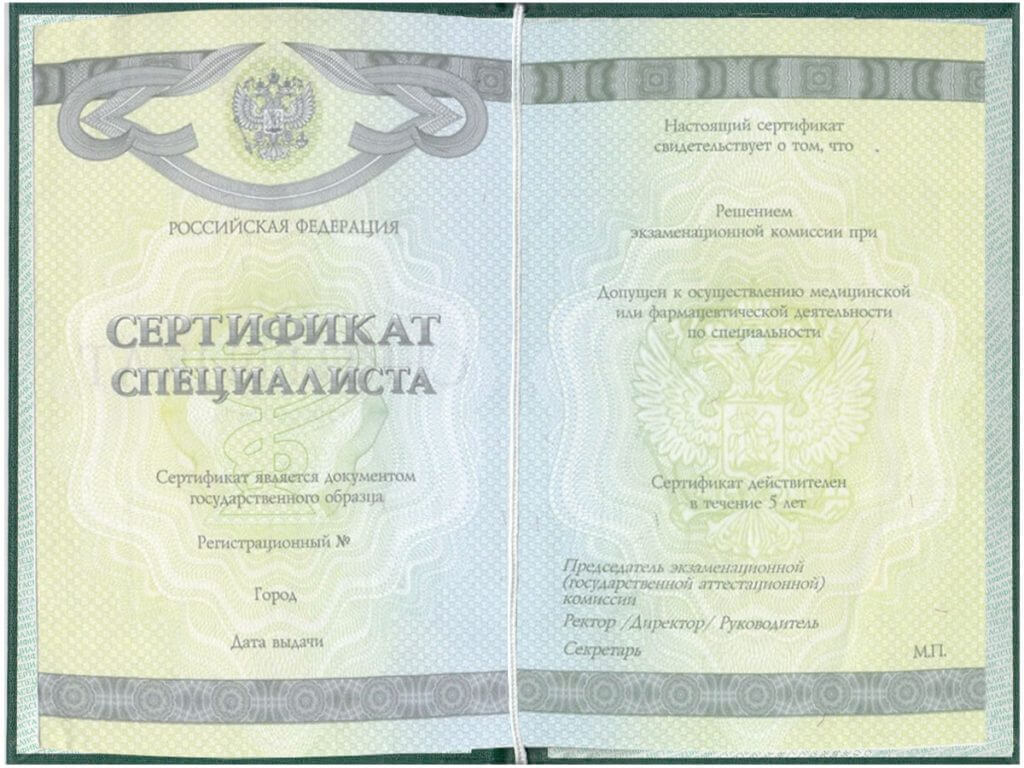 РОССИЙСКАЯ ФЕДЕРАЦИЯ
СЕРТИФИКАТ
СПЕЦИАЛИСТА
Сертификат является документом
государственного образца
Регистрационный №
Город
Дата выдачи
Настоящий сертификат
свидетельствует о том, что
Решением
экзаменационной комиссии при
Допущен к осуществлению медицинской
или фармацевтической деятельности
по специальности
Сертификат действителен
в течение 5 лет
Председатель экзаменационной
(государственной аттестационной)
комиссии
Ректор /Директор/ Руководитель
Секретарь
М.П.